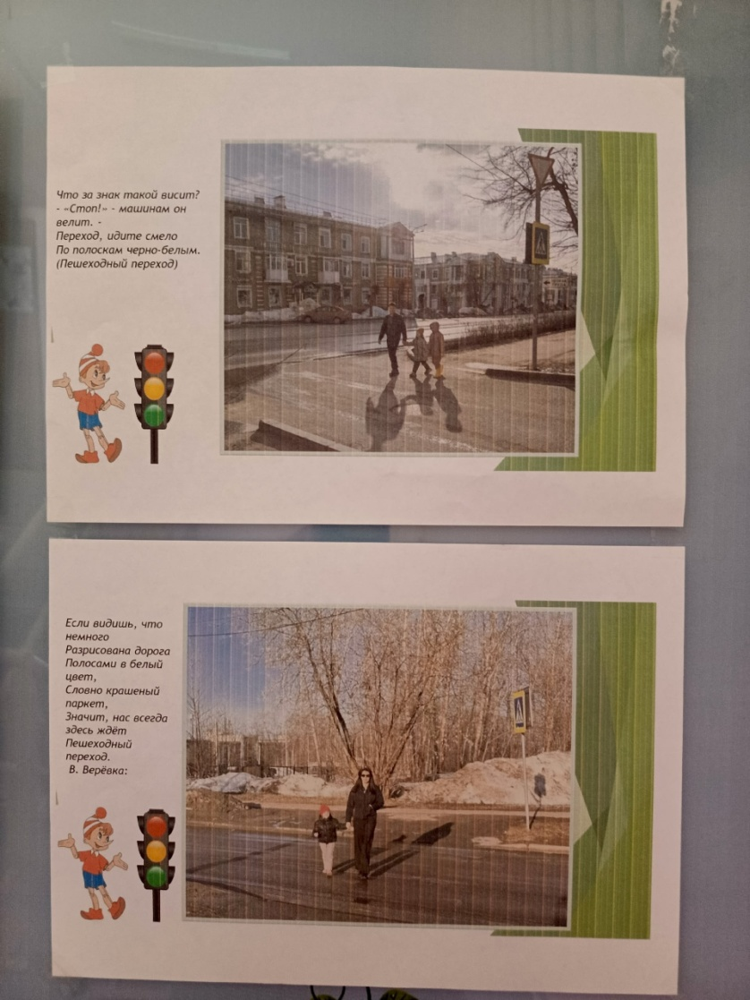 Что за знак такой висит?
- «Стоп!» - машинам он
велит. -
Переход, идите смело
По полоскам черно-белым.
(Пешеходный переход)
Если видишь, что
немного
Разрисована дорога
Полосами в белый
цвет,
Словно крашеный
паркет,
Значит, нас всегда
здесь ждёт
Пешеходный
переход.
В. Верёвка: